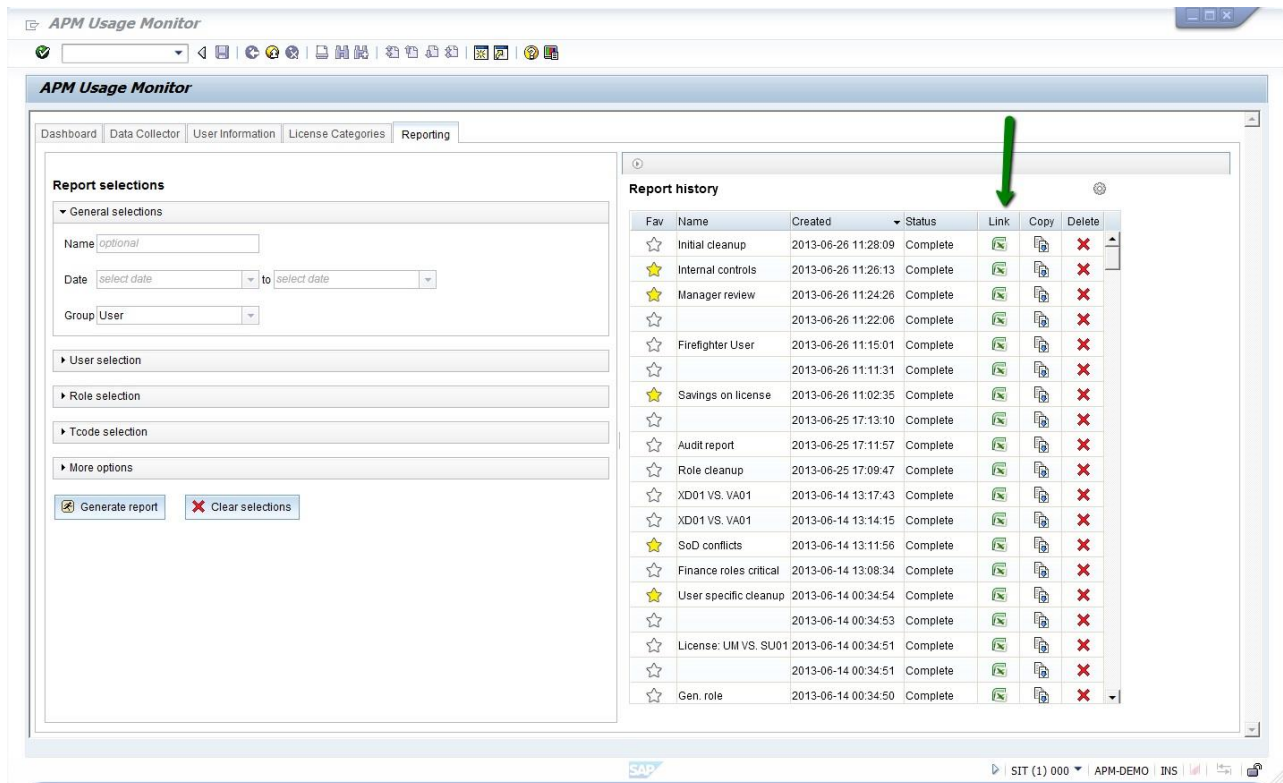 APM Usage Monitor
APM Usage Monitor
Dashboard Data Collector User Information License Categories Reporting
Report selections
General selections
Name optional
Date select date to select date
Group User
User selection
Role selection
Tcode selection
More options
Generate report Clear selections
Report history
Fav Name Created Status Link Copy Delete
Initial cleanup 2013-06-26 11:28:09 Complete
Internal controls 2013-06-26 11:26:13 Complete
Manager review 2013-06-26 11:24:26 Complete
2013-06-26 11:22:06 Complete
Firefighter User 2013-06-26 11:15:01 Complete
2013-06-26 11:11:31 Complete
Savings on license 2013-06-26 11:02:35 Complete
2013-06-25 17:13:10 Complete
Audit report 2013-06-25 17:11:57 Complete
Role cleanup 2013-06-25 17:09:47 Complete
XD01 VS. VA01 2013-06-14 13:17:43 Complete
XD01 VS. VA01 2013-06-14 13:14:15 Complete
SoD conflicts 2013-06-14 13:11:56 Complete
Finance roles critical 2013-06-14 13:08:34 Complete
User specific cleanup 2013-06-14 00:34:54 Complete
2013-06-14 00:34:53 Complete
License: UM VS. SU01 2013-06-14 00:34:51 Complete
2013-06-14 00:34:51 Complete
Gen. role 2013-06-14 00:34:50 Complete
SAP SIT (1) 000 APM-DEMO INS